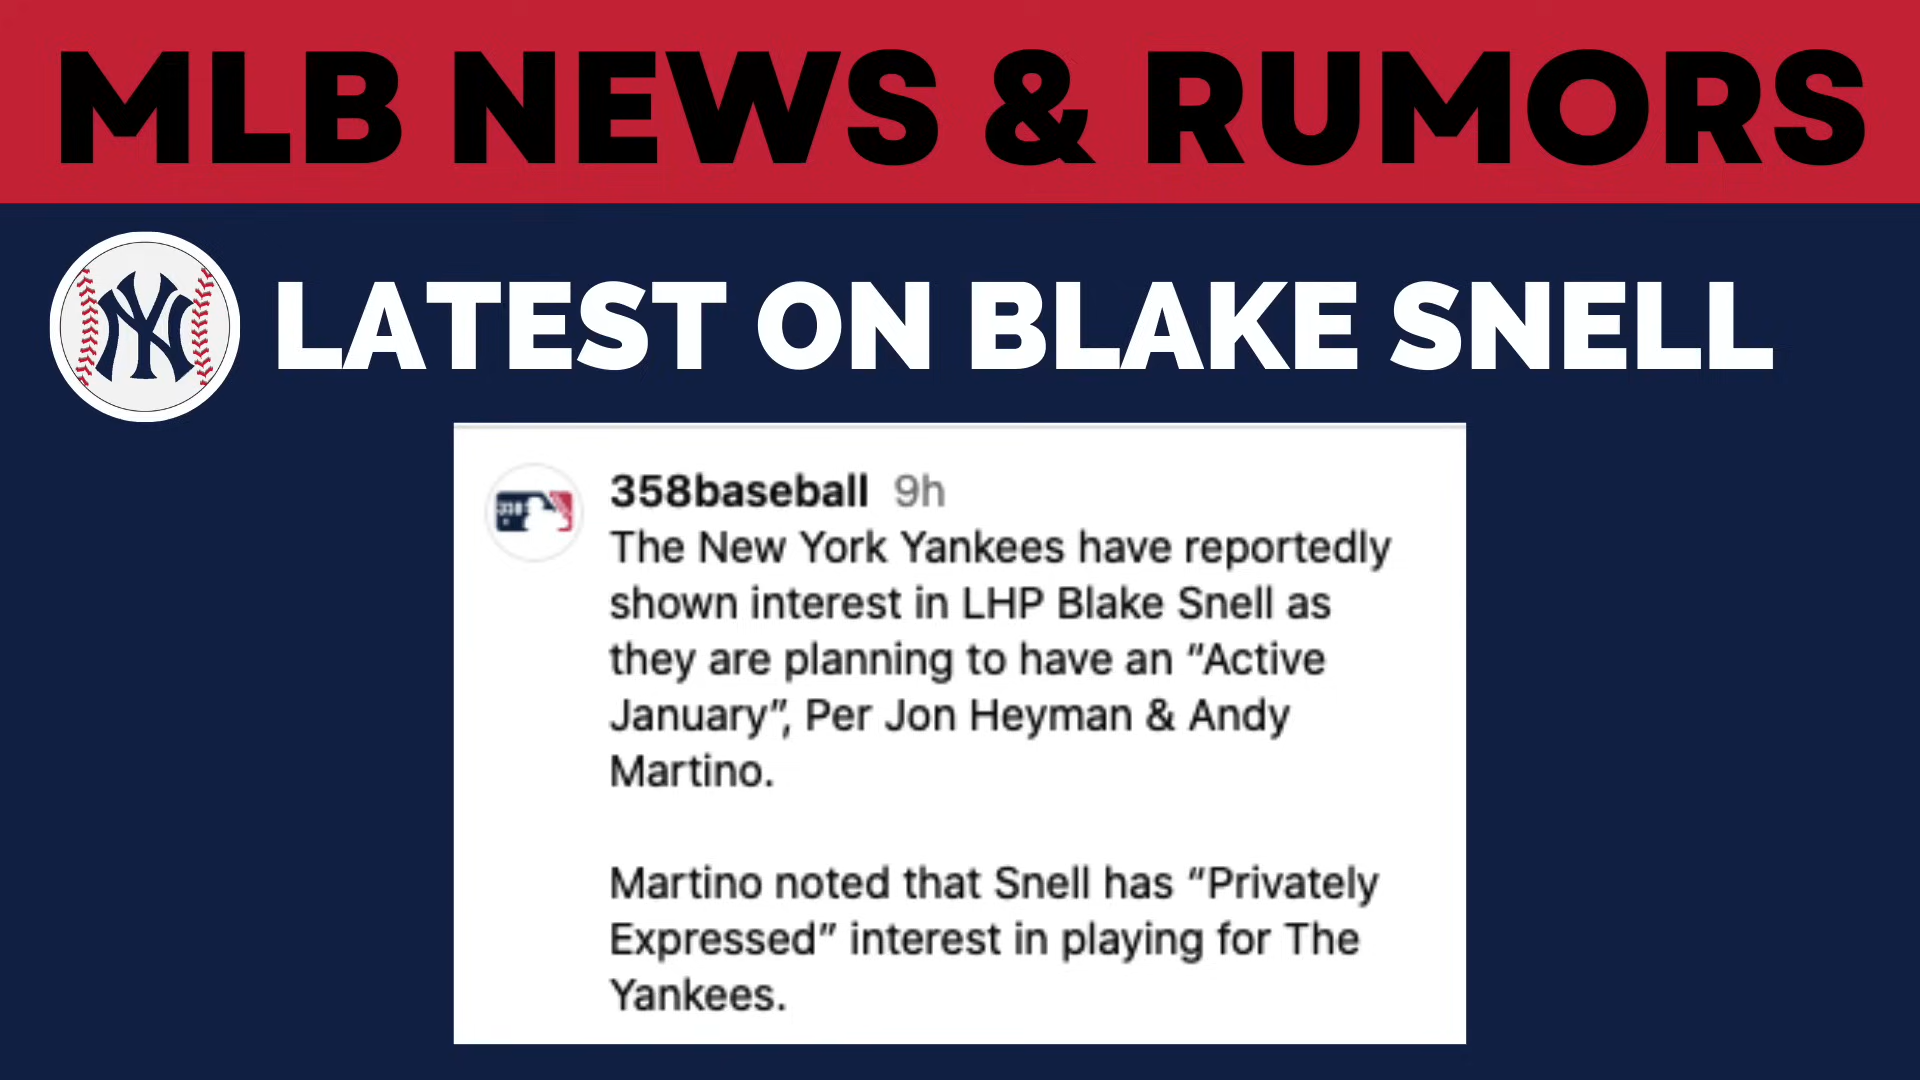 MLB NEWS & RUMORS
LATEST ON BLAKE SNELL
358baseball 9h
The New York Yankees have reportedly
shown interest in LHP Blake Snell as
they are planning to have an “Active
January”, Per Jon Heyman & Andy
Martino.
Martino noted that Snell has “Privately
Expressed” interest in playing for The
Yankees.